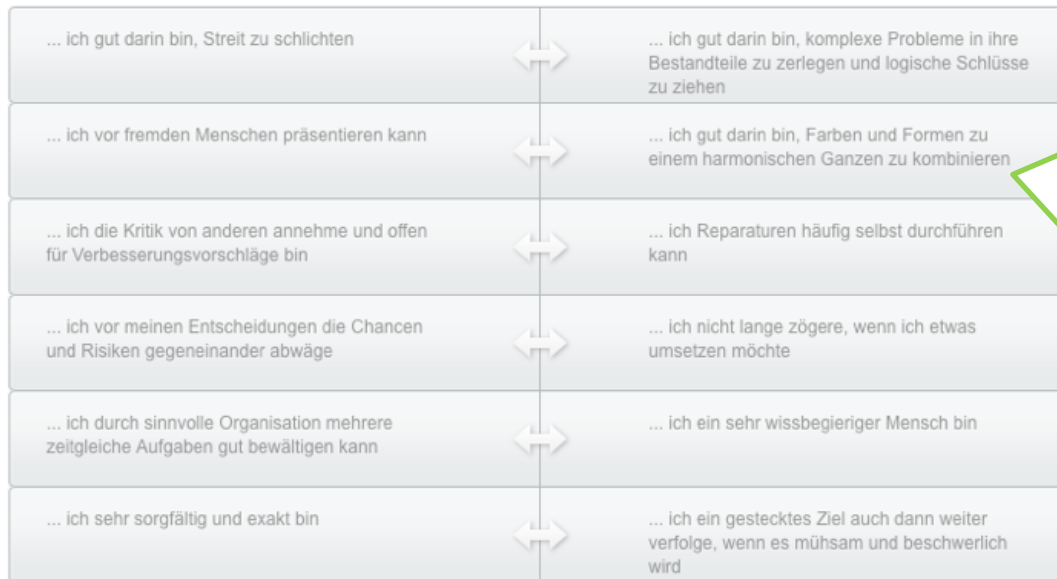 ... ich gut darin bin, Streit zu schlichten
... ich gut darin bin, komplexe Probleme in ihre
Bestandteile zu zerlegen und logische Schlüsse
zu ziehen
... ich vor fremden Menschen präsentieren kann
... ich gut darin bin, Farben und Formen zu
einem harmonischen Ganzen zu kombinieren
... ich die Kritik von anderen annehme und offen
für Verbesserungsvorschläge bin
... ich Reparaturen häufig selbst durchführen
kann
... ich vor meinen Entscheidungen die Chancen
und Risiken gegeneinander abwäge
... ich nicht lange zögere, wenn ich etwas
umsetzen möchte
... ich durch sinnvolle Organisation mehrere
zeitgleiche Aufgaben gut bewältigen kann
... ich ein sehr wissbegieriger Mensch bin
... ich sehr sorgfältig und exakt bin
... ich ein gestecktes Ziel auch dann weiter
verfolge, wenn es mühsam und beschwerlich
wird